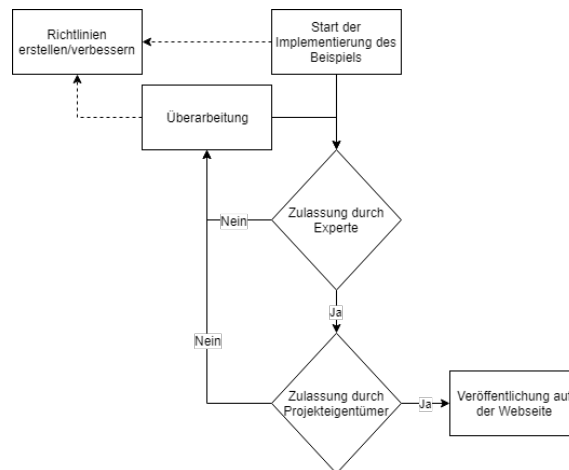 Richtlinien
erstellen/verbessern
Start der
Implementierung des
Beispiels
Überarbeitung
Zulassung durch
Experte
Nein
Ja
Nein
Zulassung durch
Projekteigentümer
Ja
Veröffentlichung auf
der Webseite